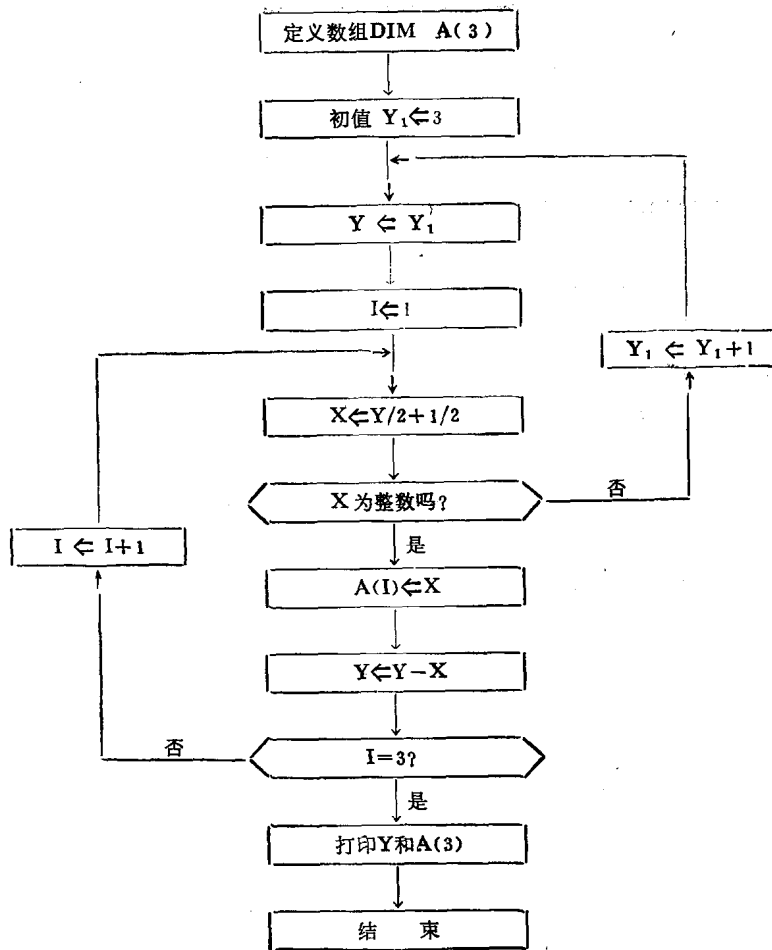 定义数组DIM A(3)
初值 Y₁⇐3
Y ⇐ Y₁
I⇐1
Y₁ ⇐ Y₁+1
X⇐Y/2+1/2
X为整数吗?
否
I ⇐ I+1
是
A(I)⇐X
Y⇐Y-X
否
I=3?
是
打印Y和A(3)
结 束